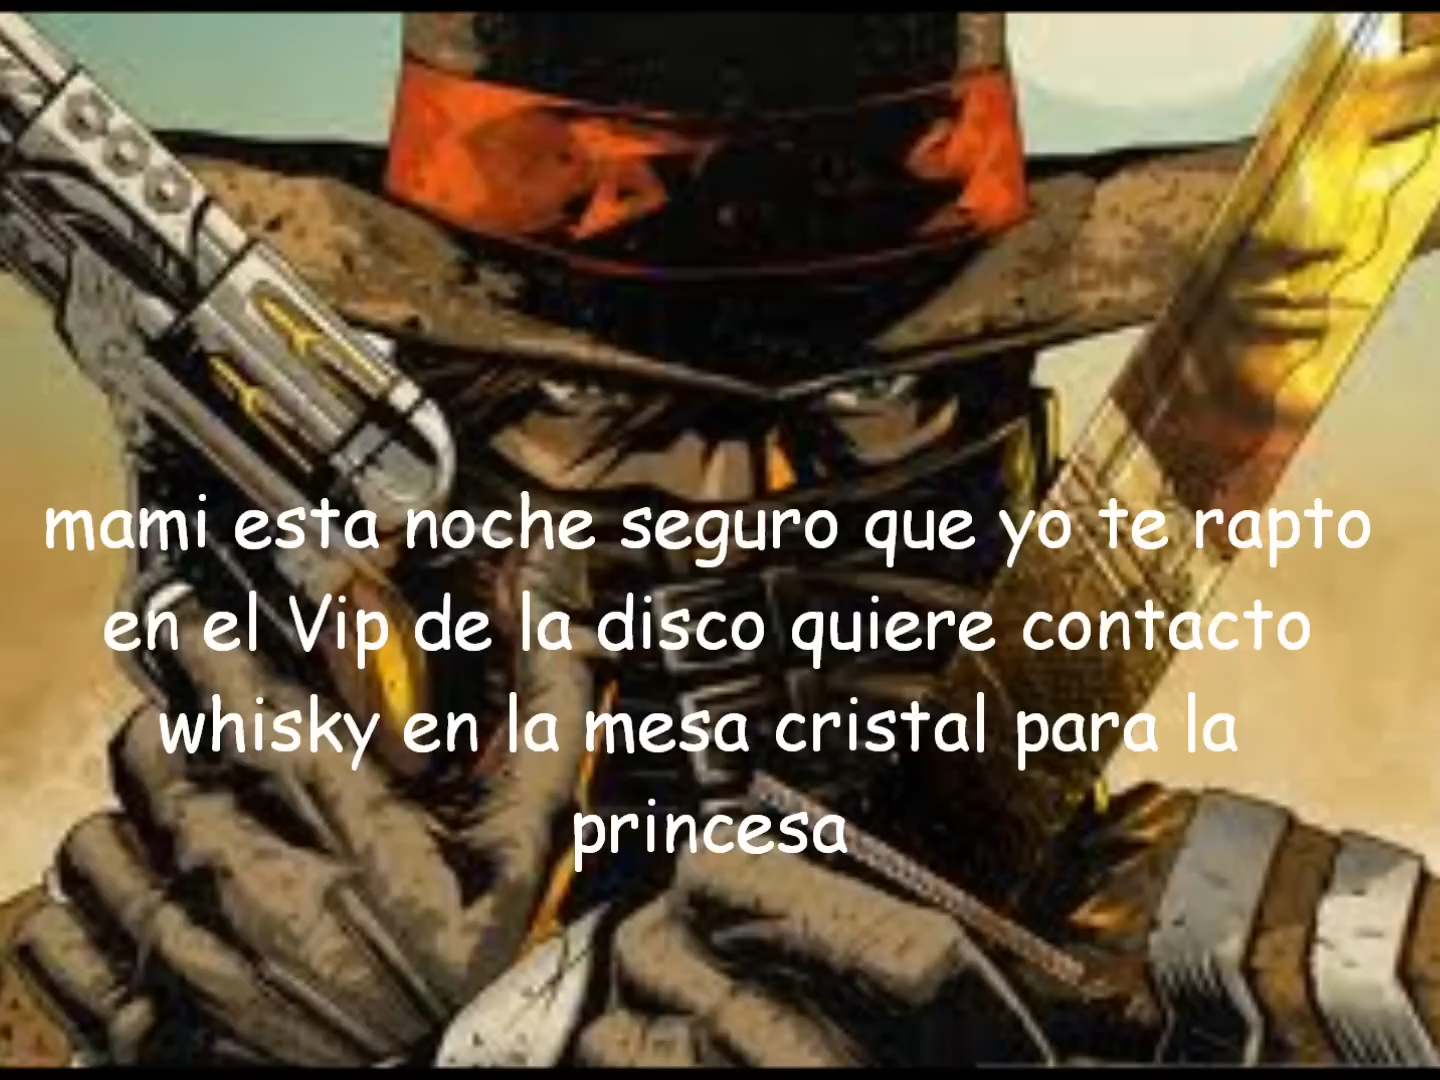 mami esta noche seguro que yo te rapto
en el Vip de la disco quiere contacto
whisky en la mesa cristal para la
princesa